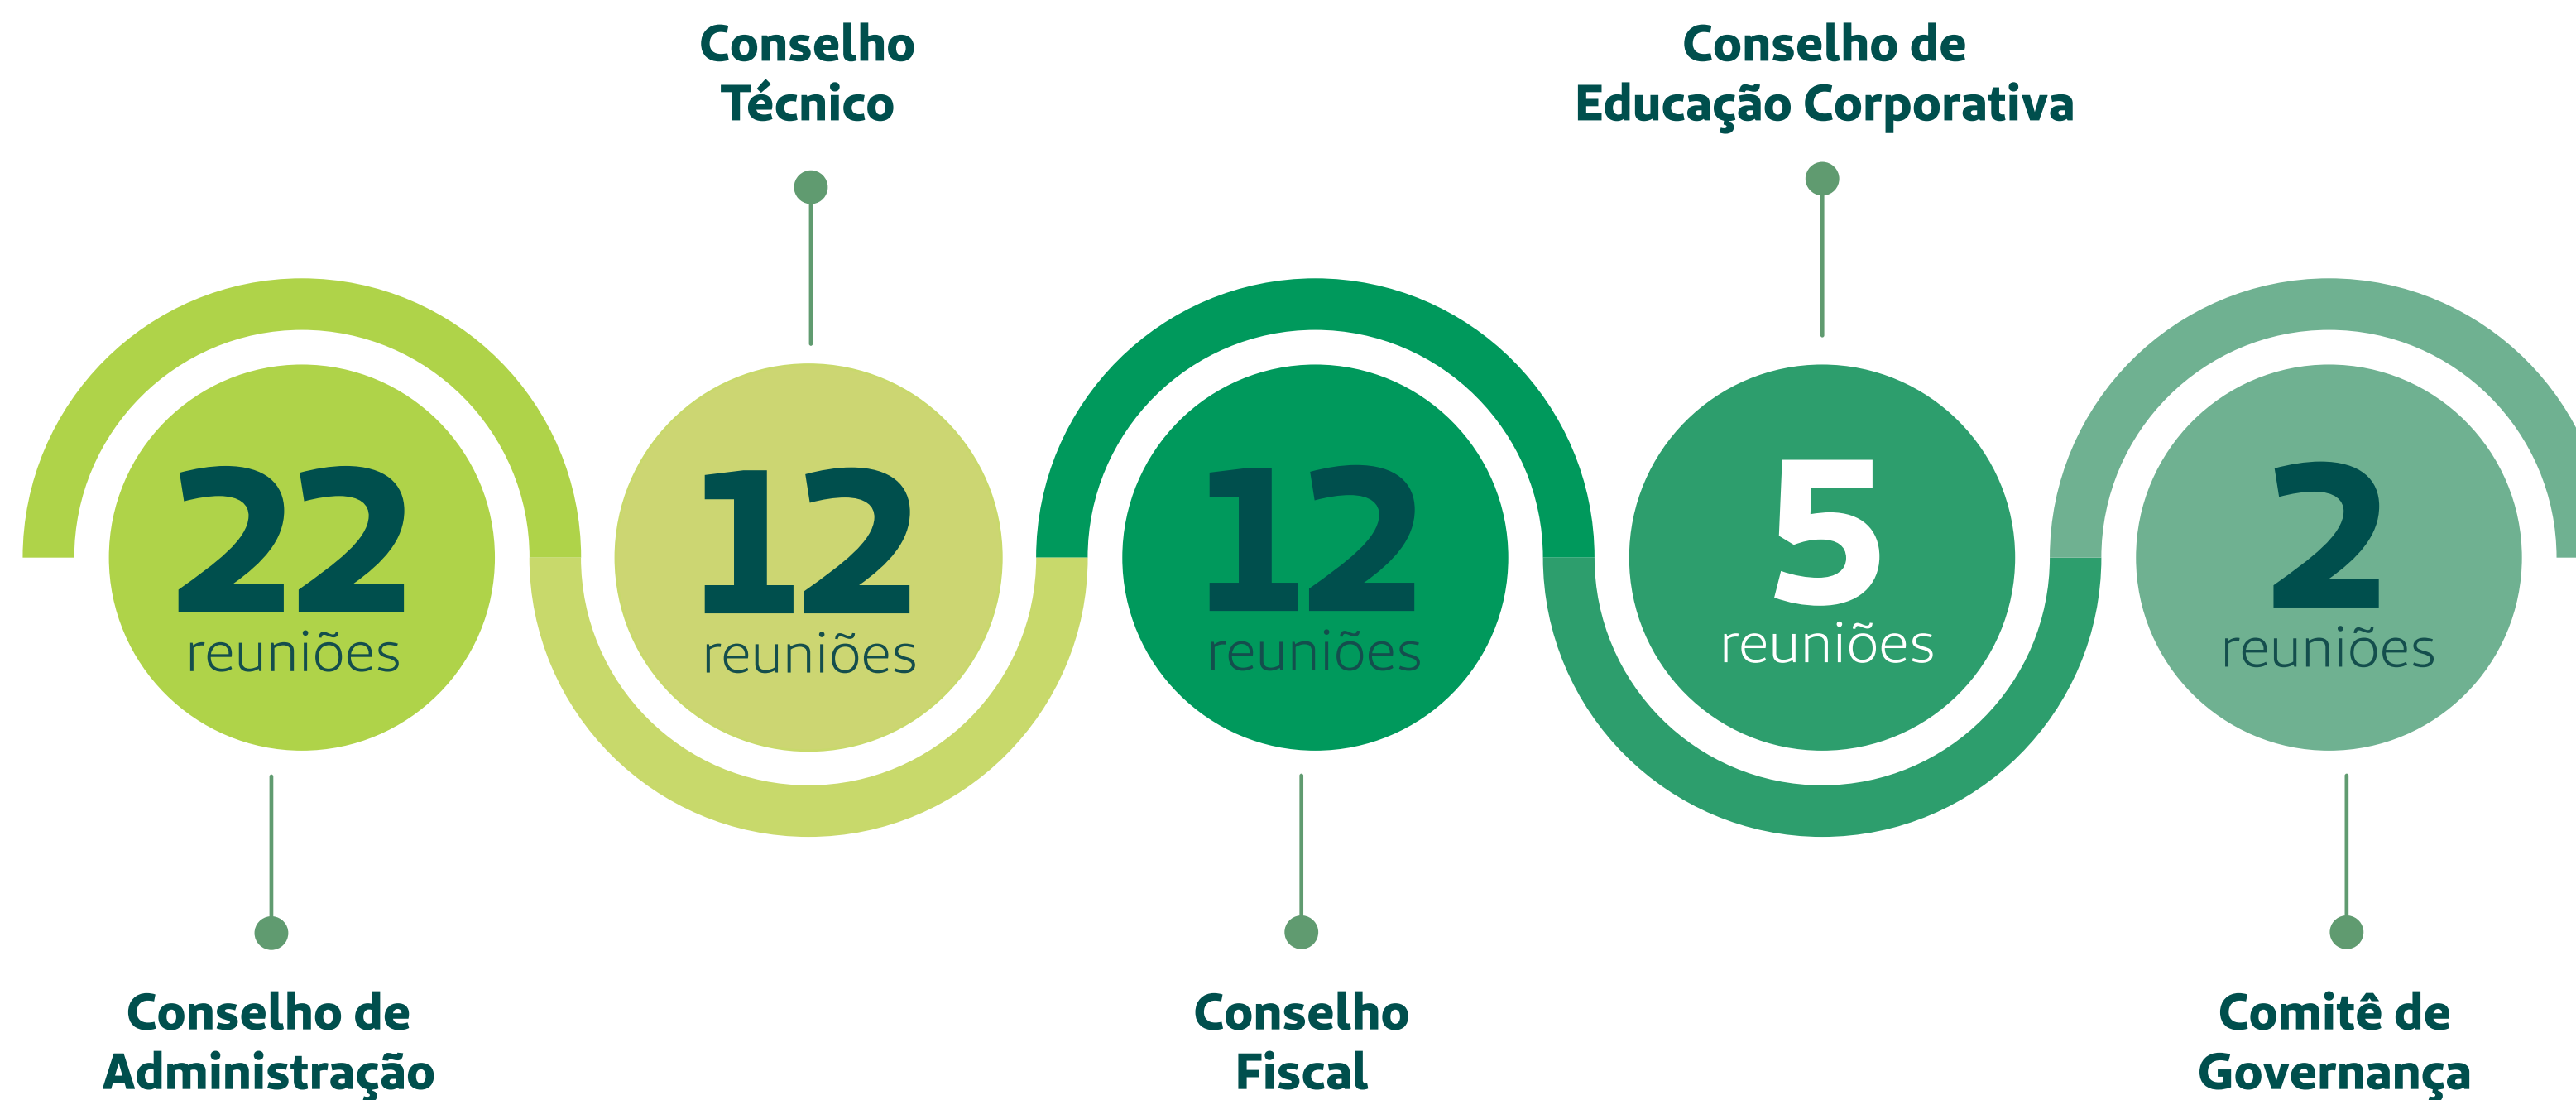 Conselho
Técnico
Conselho de
Educação Corporativa
22
reuniões
12
reuniões
12
reuniões
5
reuniões
2
reuniões
Conselho de
Administração
Conselho
Fiscal
Comitê de
Governança